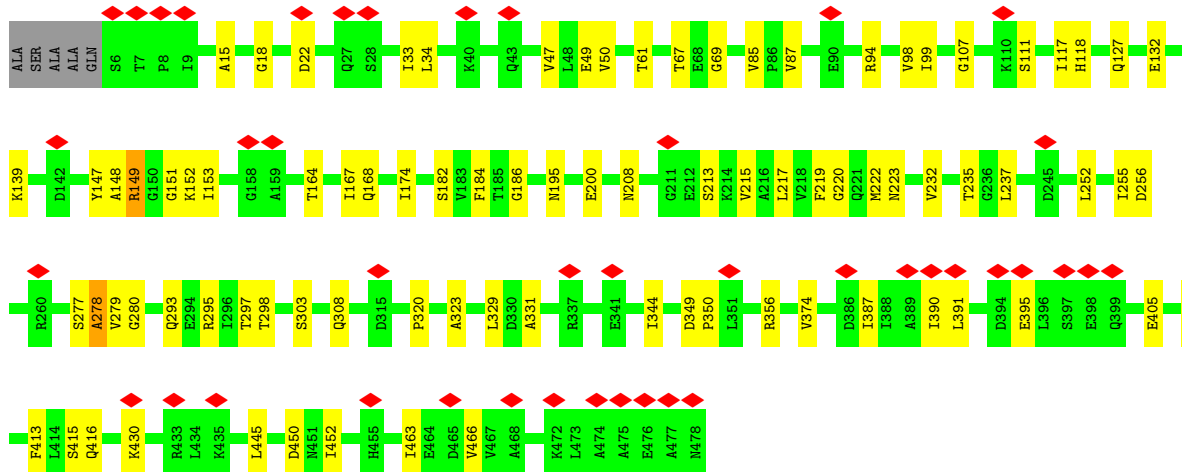 ALA SER ALA ALA GLN S6 T7 P8 I9 A15 G18 D22 Q27 S28 I33 L34 K40 Q43 V47 L48 E49 V50 T61 T67 E68 G69 V85 P86 V87 E90 R94 V98 I99 G107 K110 S111 I117 H118 Q127 E132
K139 D142 Y147 A148 R149 G150 G151 K152 I153 G158 A159 T164 I167 Q168 I174 S182 V183 F184 T185 G186 N195 E200 N208 G211 E212 S213 K214 V215 A216 L217 V218 F219 G220 Q221 M222 N223 V232 T235 G236 L237 D245 L252 I255 D256
R260 S277 A278 V279 G280 Q293 E294 R295 I296 T297 T298 S303 Q308 D315 P320 A323 L329 D330 A331 R337 E341 I344 D349 P350 L351 R356 V374 D386 I387 I388 A389 I390 L391 D394 E395 L396 S397 E398 Q399 E405
F413 L414 S415 Q416 K430 R433 L434 K435 L445 D450 N451 I452 H455 I463 E464 D465 V466 V467 A468 K472 L473 A474 A475 E476 A477 N478